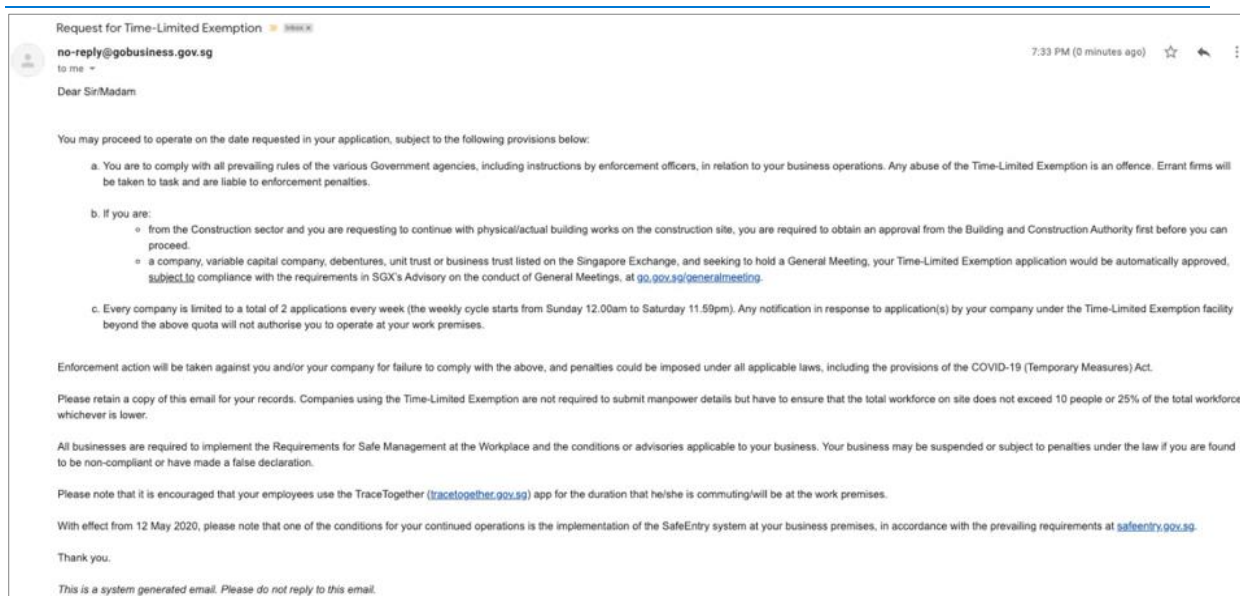 Request for Time-Limited Exemption
Inbox x
no-reply@gobusiness.gov.sg
7:33 PM (0 minutes ago)
to me
Dear Sir/Madam
You may proceed to operate on the date requested in your application, subject to the following provisions below:
a. You are to comply with all prevailing rules of the various Government agencies, including instructions by enforcement officers, in relation to your business operations. Any abuse of the Time-Limited Exemption is an offence. Errant firms will
be taken to task and are liable to enforcement penalties.
b. If you are:
from the Construction sector and you are requesting to continue with physical/actual building works on the construction site, you are required to obtain an approval from the Building and Construction Authority first before you can
proceed.
a company, variable capital company, debentures, unit trust or business trust listed on the Singapore Exchange, and seeking to hold a General Meeting, your Time-Limited Exemption application would be automatically approved,
subject to compliance with the requirements in SGX's Advisory on the conduct of General Meetings, at go.gov.sg/generalmeeting.
c. Every company is limited to a total of 2 applications every week (the weekly cycle starts from Sunday 12.00am to Saturday 11.59pm). Any notification in response to application(s) by your company under the Time-Limited Exemption facility
beyond the above quota will not authorise you to operate at your work premises.
Enforcement action will be taken against you and/or your company for failure to comply with the above, and penalties could be imposed under all applicable laws, including the provisions of the COVID-19 (Temporary Measures) Act.
Please retain a copy of this email for your records. Companies using the Time-Limited Exemption are not required to submit manpower details but have to ensure that the total workforce on site does not exceed 10 people or 25% of the total workforce
whichever is lower.
All businesses are required to implement the Requirements for Safe Management at the Workplace and the conditions or advisories applicable to your business. Your business may be suspended or subject to penalties under the law if you are found
to be non-compliant or have made a false declaration.
Please note that it is encouraged that your employees use the TraceTogether (tracetogether.gov.sg) app for the duration that he/she is commuting/will be at the work premises.
With effect from 12 May 2020, please note that one of the conditions for your continued operations is the implementation of the SafeEntry system at your business premises, in accordance with the prevailing requirements at safeentry.gov.sg.
Thank you.
This is a system generated email. Please do not reply to this email.